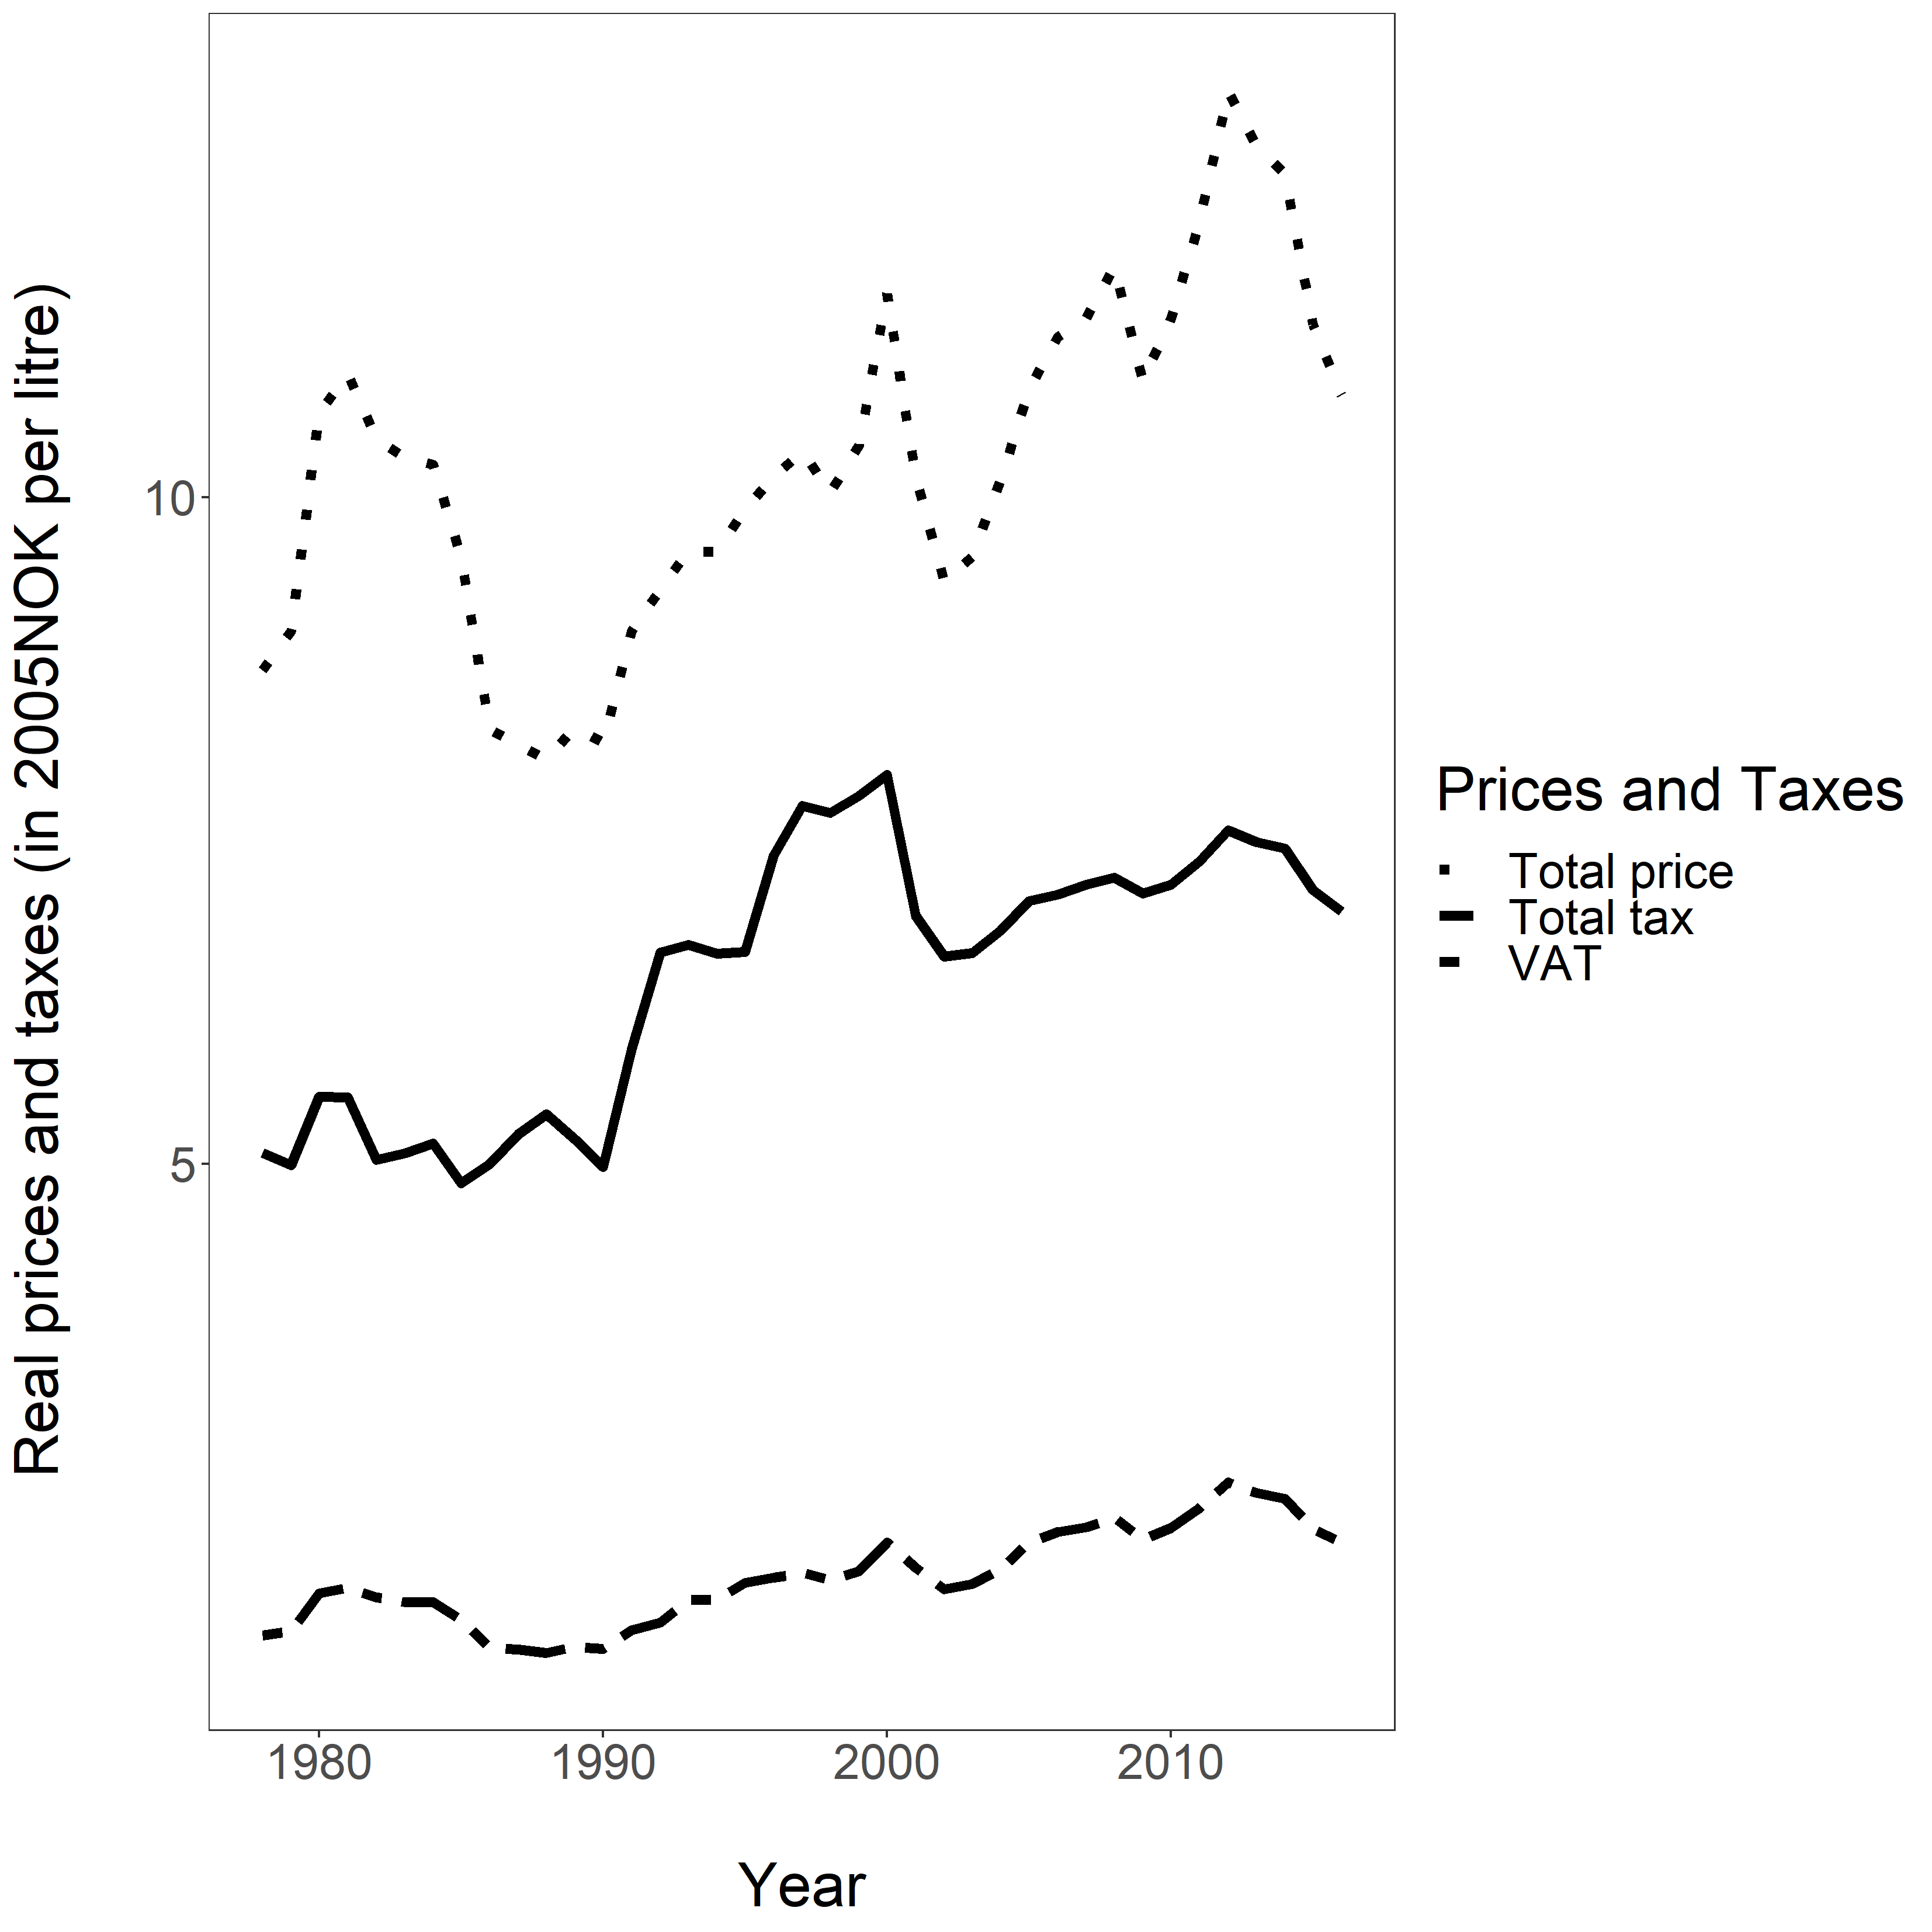 Real prices and taxes (in 2005NOK per litre)
10
5
1980 1990 2000 2010
Year
Prices and Taxes
Total price
Total tax
VAT